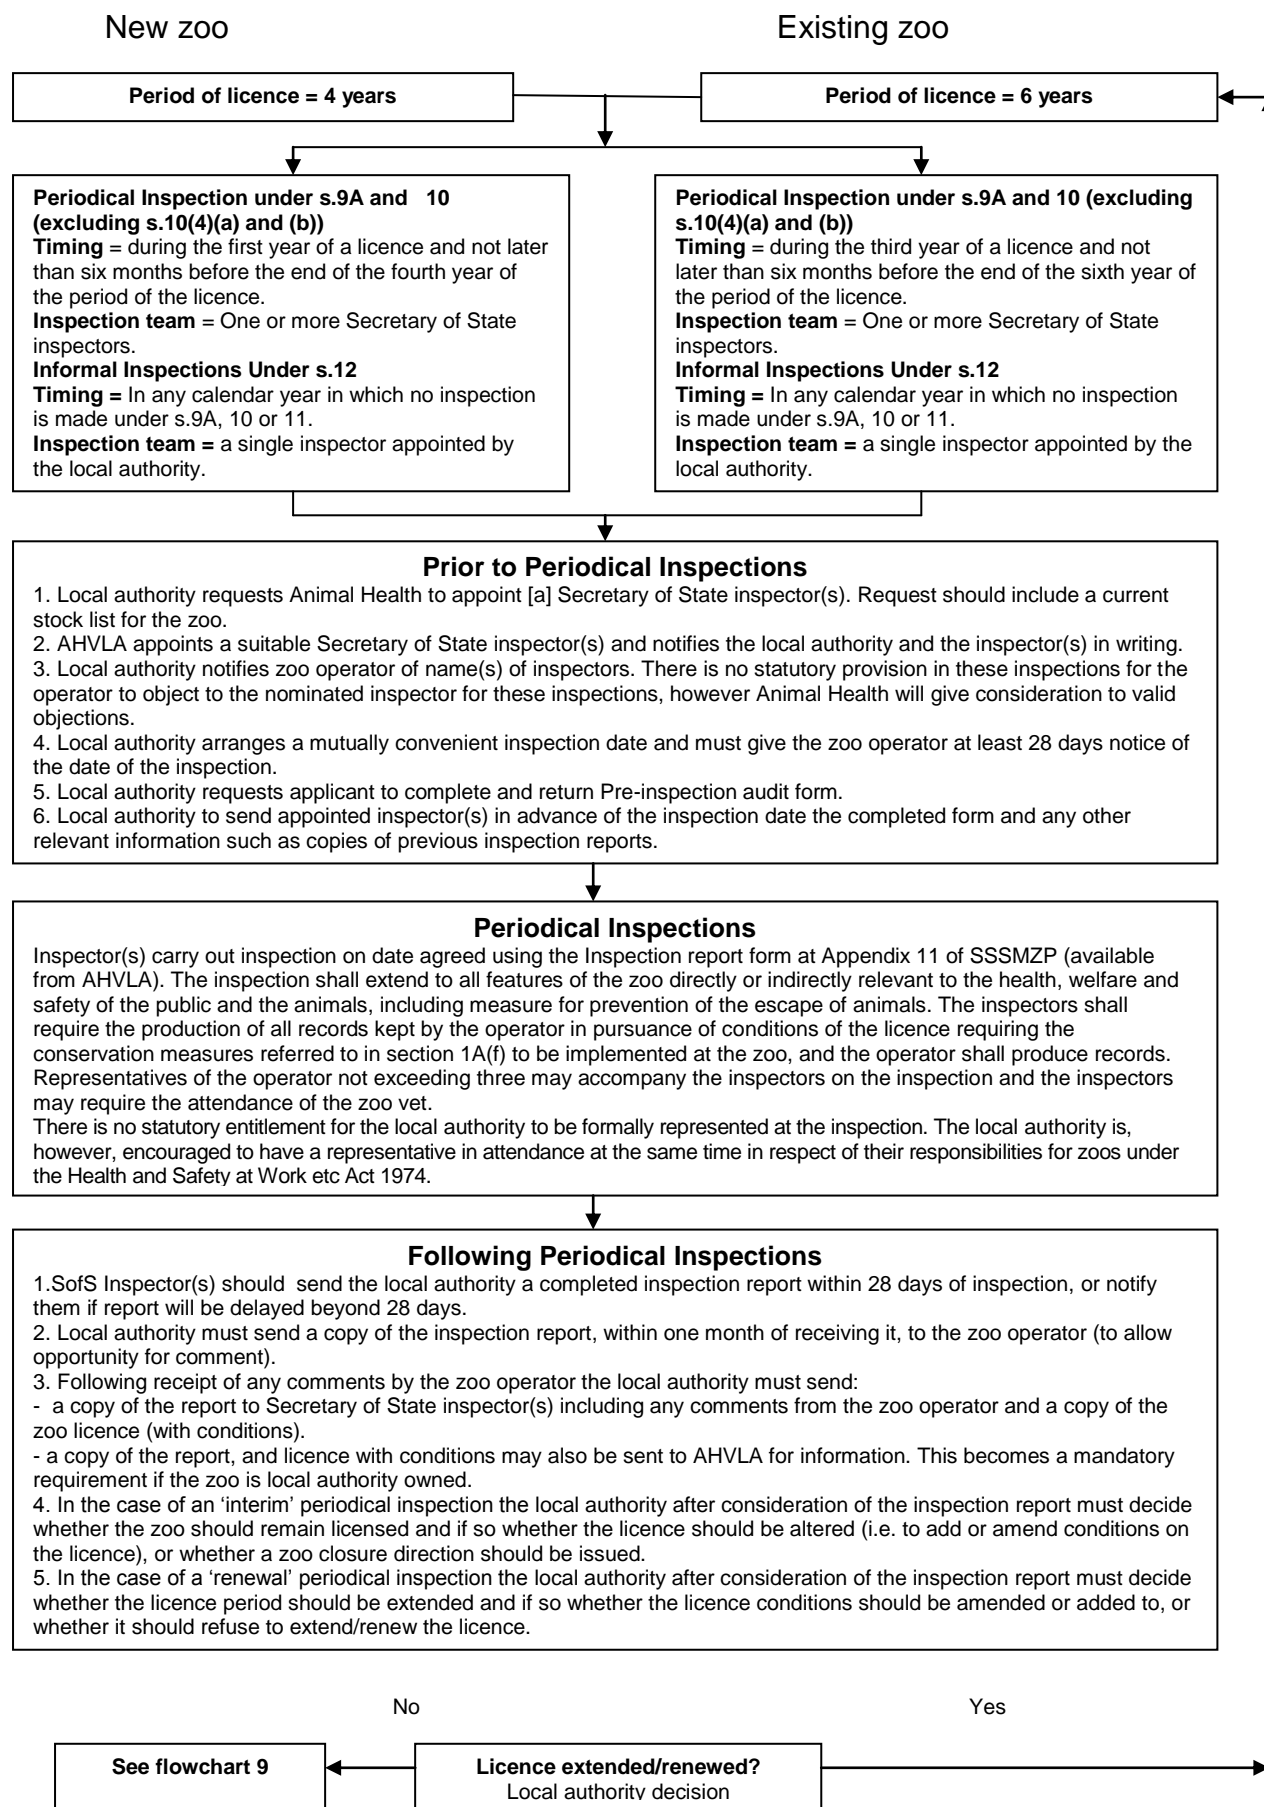 New zoo
Existing zoo
Period of licence = 4 years
Period of licence = 6 years
Periodical Inspection under s.9A and 10
(excluding s.10(4)(a) and (b))
Timing = during the first year of a licence and not later
than six months before the end of the fourth year of
the period of the licence.
Inspection team = One or more Secretary of State
inspectors.
Informal Inspections Under s.12
Timing = In any calendar year in which no inspection
is made under s.9A, 10 or 11.
Inspection team = a single inspector appointed by
the local authority.
Periodical Inspection under s.9A and 10 (excluding
s.10(4)(a) and (b))
Timing = during the third year of a licence and not
later than six months before the end of the sixth year of
the period of the licence.
Inspection team = One or more Secretary of State
inspectors.
Informal Inspections Under s.12
Timing = In any calendar year in which no inspection
is made under s.9A, 10 or 11.
Inspection team = a single inspector appointed by the
local authority.
Prior to Periodical Inspections
1. Local authority requests Animal Health to appoint [a] Secretary of State inspector(s). Request should include a current
stock list for the zoo.
2. AHVLA appoints a suitable Secretary of State inspector(s) and notifies the local authority and the inspector(s) in writing.
3. Local authority notifies zoo operator of name(s) of inspectors. There is no statutory provision in these inspections for the
operator to object to the nominated inspector for these inspections, however Animal Health will give consideration to valid
objections.
4. Local authority arranges a mutually convenient inspection date and must give the zoo operator at least 28 days notice of
the date of the inspection.
5. Local authority requests applicant to complete and return Pre-inspection audit form.
6. Local authority to send appointed inspector(s) in advance of the inspection date the completed form and any other
relevant information such as copies of previous inspection reports.
Periodical Inspections
Inspector(s) carry out inspection on date agreed using the Inspection report form at Appendix 11 of SSSMZP (available
from AHVLA). The inspection shall extend to all features of the zoo directly or indirectly relevant to the health, welfare and
safety of the public and the animals, including measure for prevention of the escape of animals. The inspectors shall
require the production of all records kept by the operator in pursuance of conditions of the licence requiring the
conservation measures referred to in section 1A(f) to be implemented at the zoo, and the operator shall produce records.
Representatives of the operator not exceeding three may accompany the inspectors on the inspection and the inspectors
may require the attendance of the zoo vet.
There is no statutory entitlement for the local authority to be formally represented at the inspection. The local authority is,
however, encouraged to have a representative in attendance at the same time in respect of their responsibilities for zoos under
the Health and Safety at Work etc Act 1974.
Following Periodical Inspections
1.SofS Inspector(s) should send the local authority a completed inspection report within 28 days of inspection, or notify
them if report will be delayed beyond 28 days.
2. Local authority must send a copy of the inspection report, within one month of receiving it, to the zoo operator (to allow
opportunity for comment).
3. Following receipt of any comments by the zoo operator the local authority must send:
- a copy of the report to Secretary of State inspector(s) including any comments from the zoo operator and a copy of the
zoo licence (with conditions).
- a copy of the report, and licence with conditions may also be sent to AHVLA for information. This becomes a mandatory
requirement if the zoo is local authority owned.
4. In the case of an ‘interim’ periodical inspection the local authority after consideration of the inspection report must decide
whether the zoo should remain licensed and if so whether the licence should be altered (i.e. to add or amend conditions on
the licence), or whether a zoo closure direction should be issued.
5. In the case of a ‘renewal’ periodical inspection the local authority after consideration of the inspection report must decide
whether the licence period should be extended and if so whether the licence conditions should be amended or added to, or
whether it should refuse to extend/renew the licence.
No
Yes
See flowchart 9
Licence extended/renewed?
Local authority decision